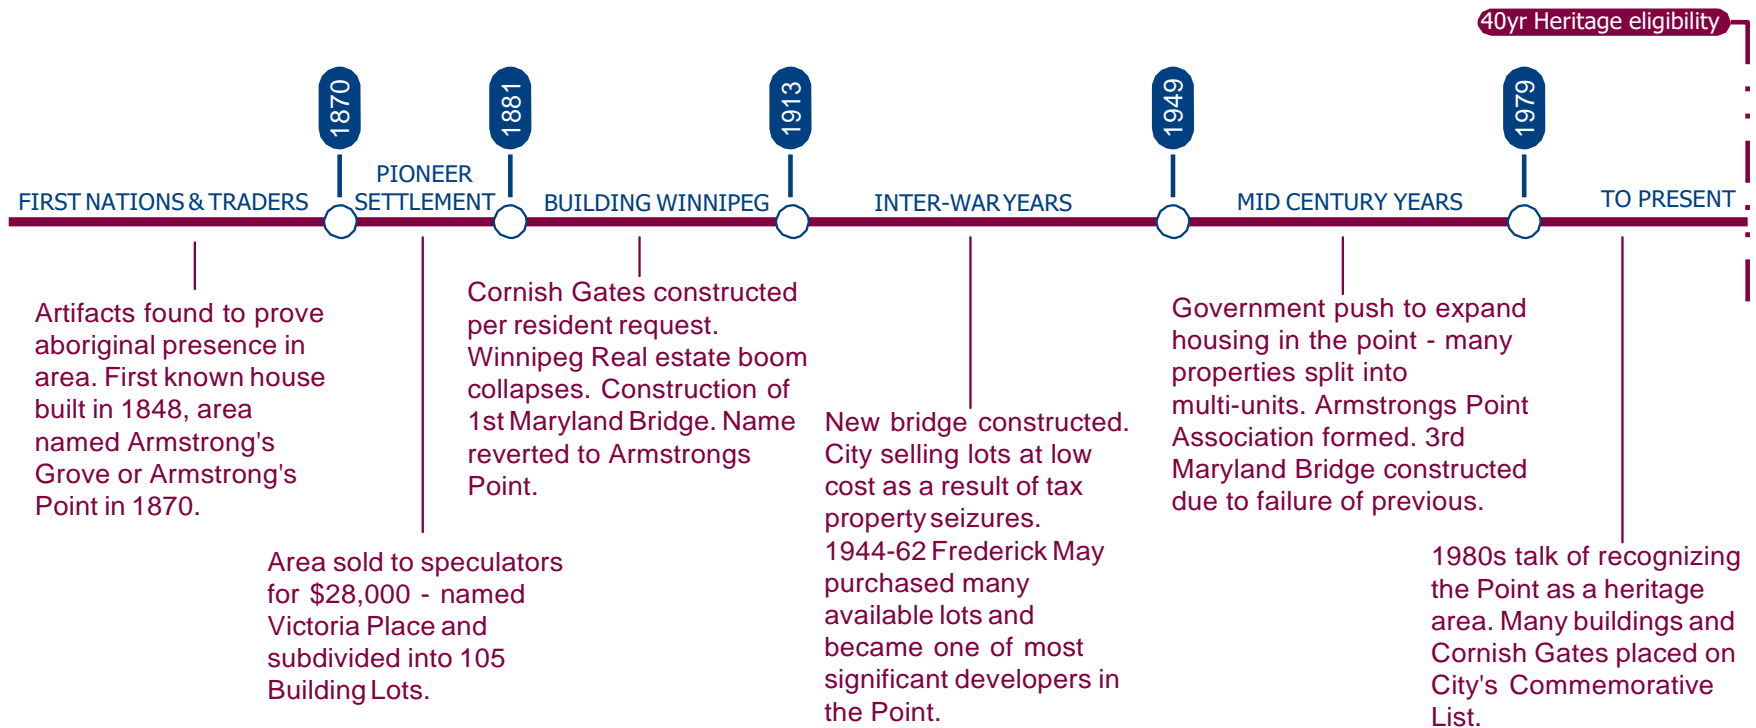 40yr Heritage eligibility
1870
1881
1913
1949
1979
FIRST NATIONS & TRADERS
PIONEER
SETTLEMENT
BUILDING WINNIPEG
INTER-WAR YEARS
MID CENTURY YEARS
TO PRESENT
Artifacts found to prove
aboriginal presence in
area. First known house
built in 1848, area
named Armstrong's
Grove or Armstrong's
Point in 1870.
Area sold to speculators
for $28,000 - named
Victoria Place and
subdivided into 105
Building Lots.
Cornish Gates constructed
per resident request.
Winnipeg Real estate boom
collapses. Construction of
1st Maryland Bridge. Name
reverted to Armstrongs
Point.
New bridge constructed.
City selling lots at low
cost as a result of tax
property seizures.
1944-62 Frederick May
purchased many
available lots and
became one of most
significant developers in
the Point.
Government push to expand
housing in the point - many
properties split into
multi-units. Armstrongs Point
Association formed. 3rd
Maryland Bridge constructed
due to failure of previous.
1980s talk of recognizing
the Point as a heritage
area. Many buildings and
Cornish Gates placed on
City's Commemorative
List.